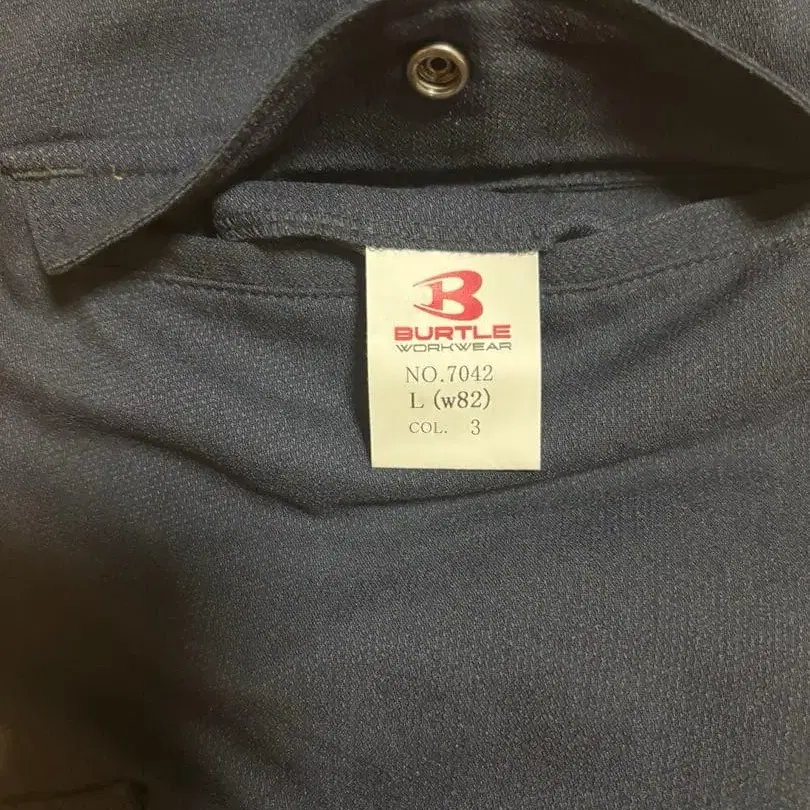 B
BURTLE
WORKWEAR
NO.7042
L (w82)
COL. 3